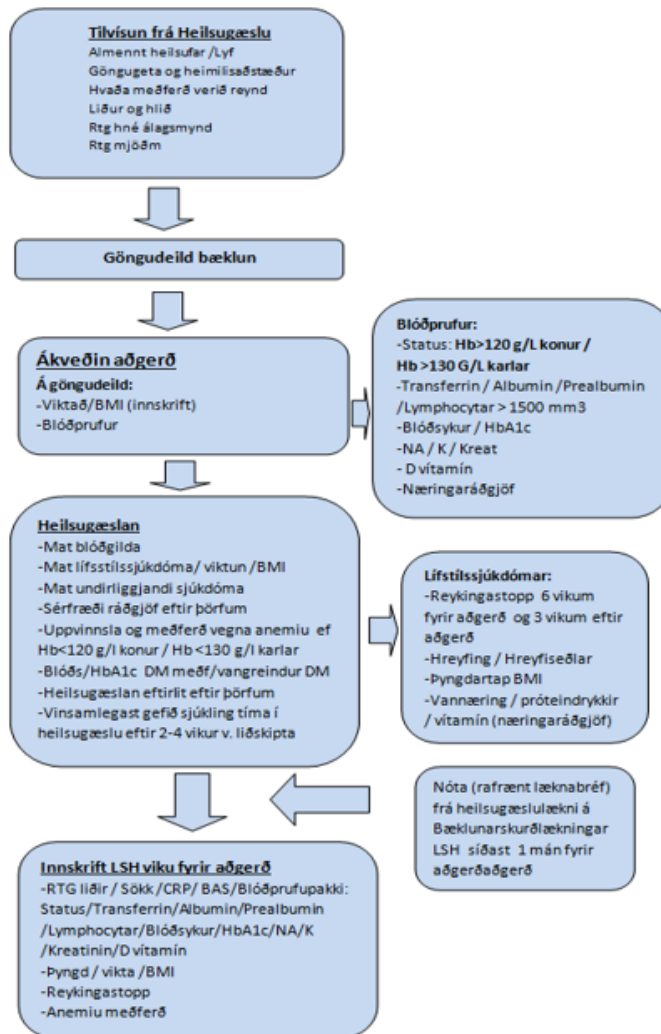 Tilvísun frá Heilsugæslu
Almennt heilsufar /Lyf
Göngugeta og heimilisaðstæður
Hvaða meðferð verið reynd
Liður og hlið
Rtg hné álagsmynd
Rtg mjöðm
Göngudeild bæklun
Ákveðin aðgerð
Á göngudeild:
-Viktað/BMI (innskrift)
-Blóðprufur
Blóðprufur:
-Status: Hb>120 g/L konur /
Hb >130 G/L karlar
-Transferrin / Albumin /Prealbumin
/Lymphocytar > 1500 mm3
-Blóðsykur / HbA1c
-NA / K / Kreat
- D vítamín
-Næringaráðgjöf
Heilsugæslan
-Mat blóðgilda
-Mat lífsstílssjúkdóma/ viktun /BMI
-Mat undirliggjandi sjúkdóma
-Sérfræði ráðgjöf eftir þörfum
-Uppvinnsla og meðferð vegna anemiu ef
Hb<120 g/l konur / Hb <130 g/l karlar
-Blóðs/HbA1c DM meðf/vangreindur DM
-Heilsugæslan eftirlit eftir þörfum
-Vinsamlegast gefið sjúkling tíma í
heilsugæslu eftir 2-4 vikur v. liðskipta
Lífstílssjúkdómar:
-Reykingastopp 6 vikum
fyrir aðgerð og 3 vikum eftir
aðgerð
-Hreyfing / Hreyfiseðlar
-Þyngdartap BMI
-Vannæring / próteindrykkir
/ vítamín (næringaráðgjöf)
Nóta (rafrænt læknabréf)
frá heilsugæslulækni á
Bæklunarskurðlækningar
LSH síðast 1 mán fyrir
aðgerðaðgerð
Innskrift LSH viku fyrir aðgerð
-RTG liðir / Sökk /CRP/ BAS/Blóðprufupakki:
Status/Transferrin/Albumin/Prealbumin
/Lymphocytar/Blóðsykur/HbA1c/NA/K
/Kreatinin/D vítamín
-Þyngd / vikta /BMI
-Reykingastopp
-Anemiu meðferð